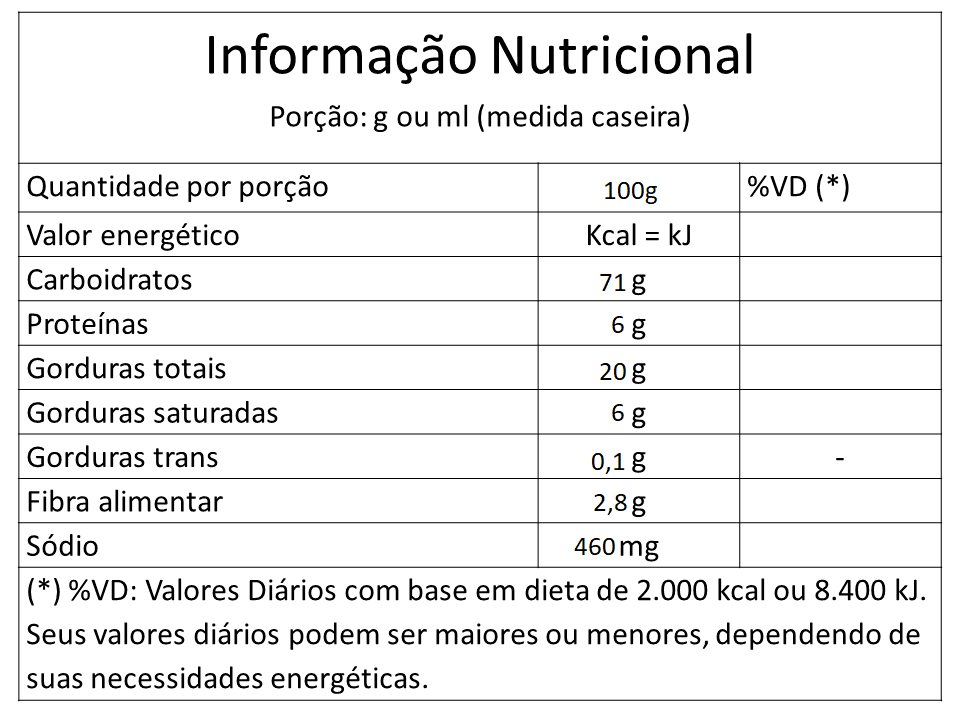 Informação Nutricional
Porção: g ou ml (medida caseira)
Quantidade por porção 100g %VD (*)
Valor energético Kcal = kJ
Carboidratos 71 g
Proteínas 6 g
Gorduras totais 20 g
Gorduras saturadas 6 g
Gorduras trans 0,1 g -
Fibra alimentar 2,8 g
Sódio 460 mg
(*) %VD: Valores Diários com base em dieta de 2.000 kcal ou 8.400 kJ.
Seus valores diários podem ser maiores ou menores, dependendo de
suas necessidades energéticas.